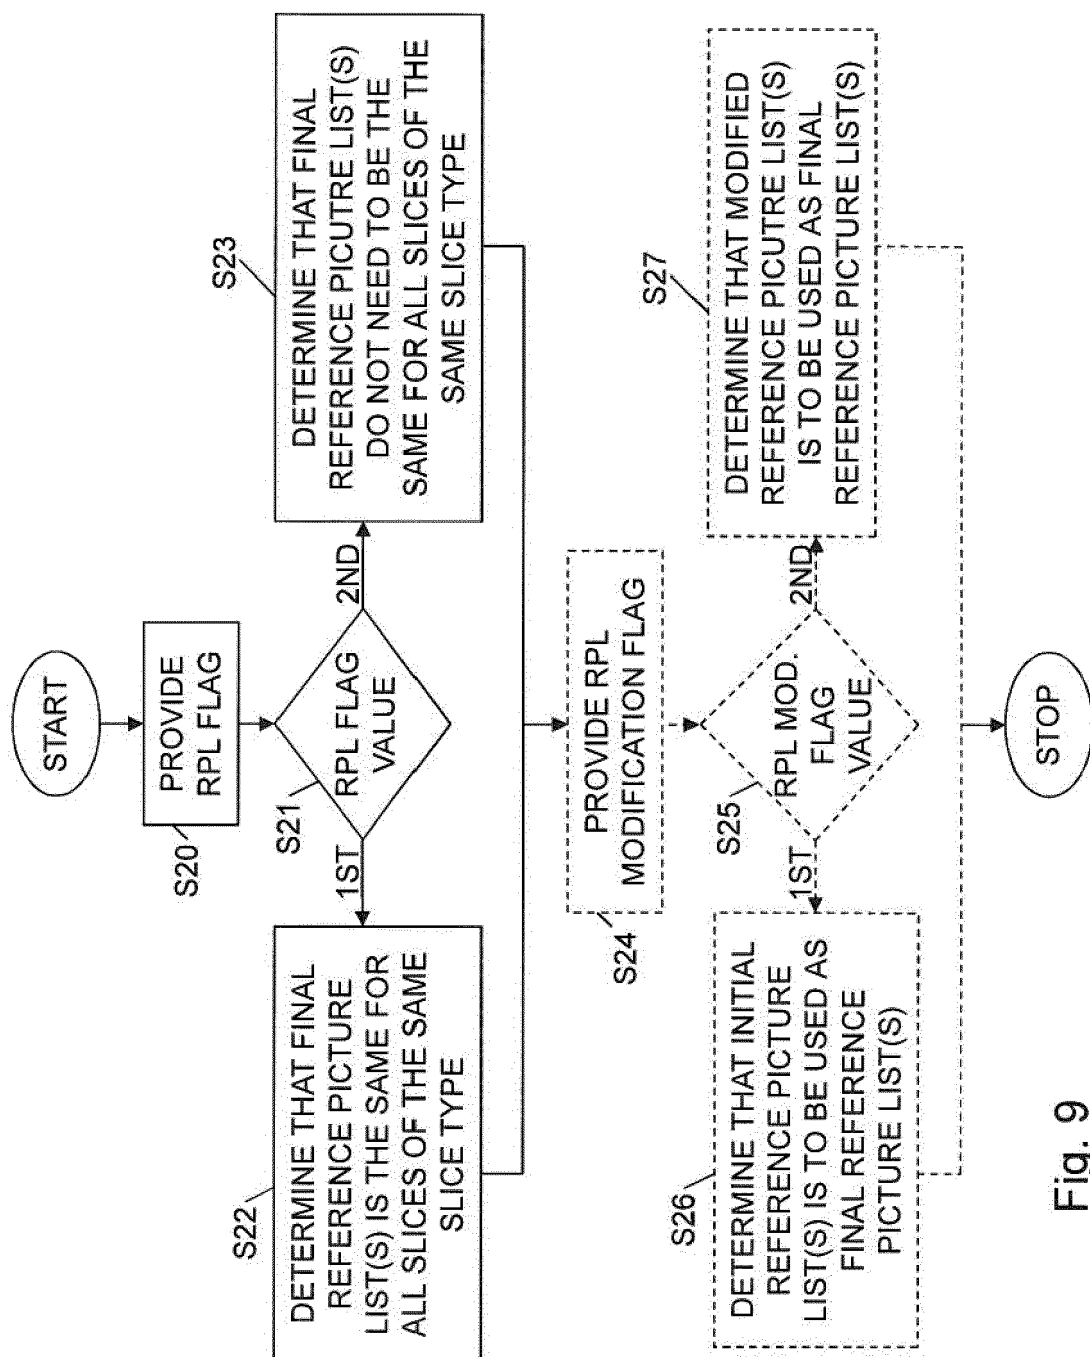 START
PROVIDE
RPL FLAG
S20
RPL FLAG
VALUE
S21
1ST
2ND
DETERMINE THAT FINAL
REFERENCE PICTURE
LIST(S) IS THE SAME FOR
ALL SLICES OF THE SAME
SLICE TYPE
S22
DETERMINE THAT FINAL
REFERENCE PICUTRE LIST(S)
DO NOT NEED TO BE THE
SAME FOR ALL SLICES OF THE
SAME SLICE TYPE
S23
PROVIDE RPL
MODIFICATION FLAG
S24
RPL MOD.
FLAG
VALUE
S25
1ST
2ND
DETERMINE THAT INITIAL
REFERENCE PICTURE
LIST(S) IS TO BE USED AS
FINAL REFERENCE
PICTURE LIST(S)
S26
DETERMINE THAT MODIFIED
REFERENCE PICUTRE LIST(S)
IS TO BE USED AS FINAL
REFERENCE PICTURE LIST(S)
S27
STOP
Fig. 9